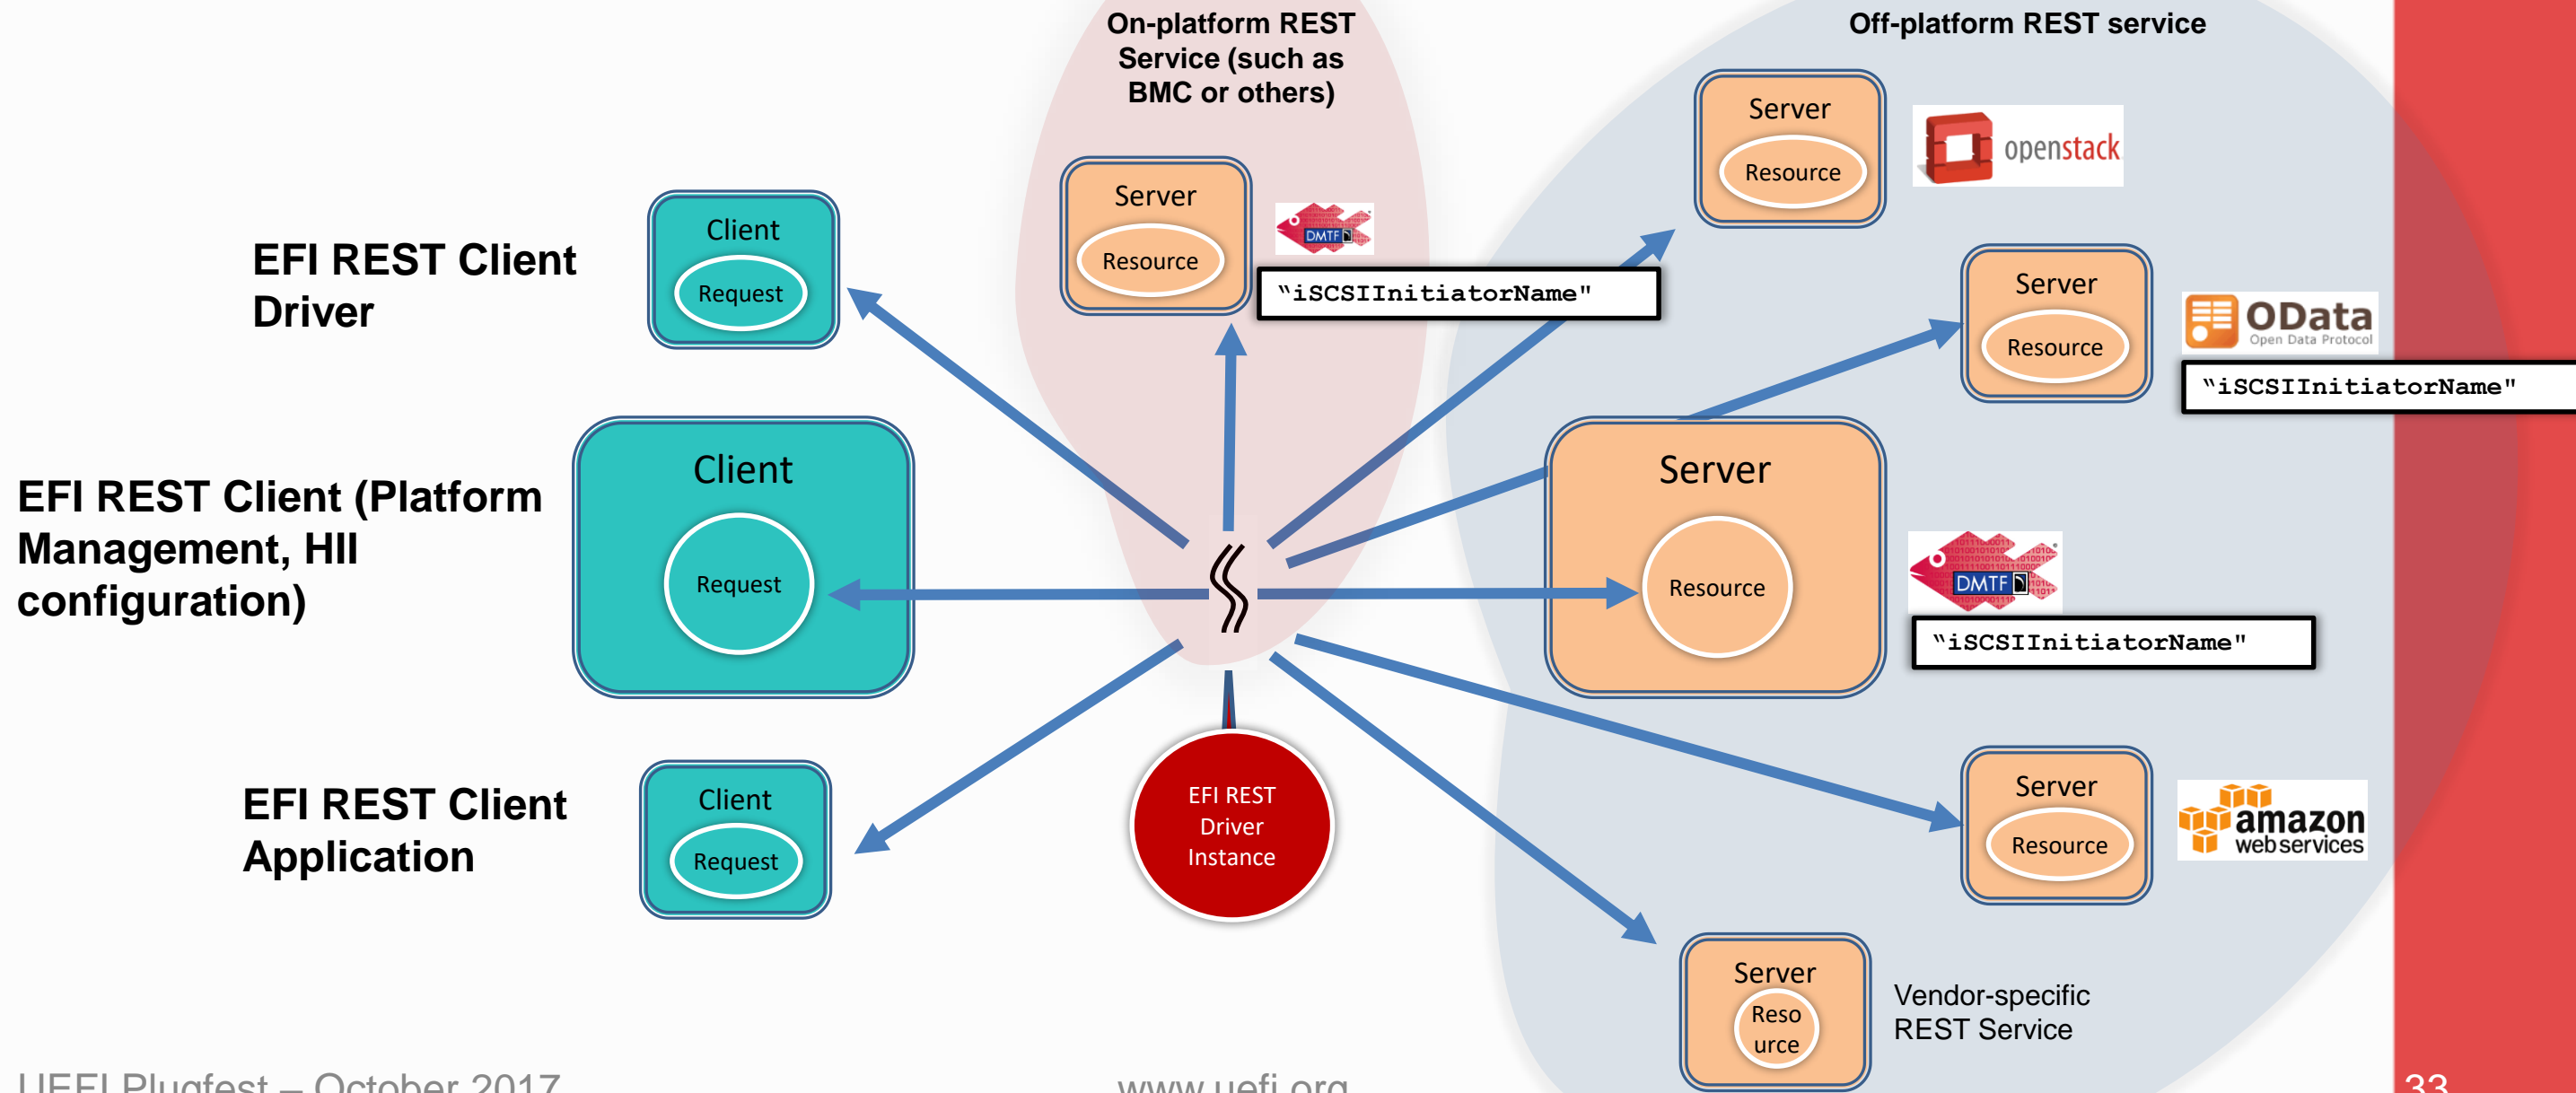 On-platform REST
Service (such as
BMC or others)
Off-platform REST service
Server
Resource
openstack
Server
Resource
DMTF
"iSCSIInitiatorName"
EFI REST Client
Driver
Client
Request
Server
Resource
OData
Open Data Protocol
"iSCSIInitiatorName"
EFI REST Client (Platform
Management, HII
configuration)
Client
Request
Server
Resource
DMTF
"iSCSIInitiatorName"
EFI REST Client
Application
Client
Request
EFI REST
Driver
Instance
Server
Resource
amazon
webservices
Server
Reso
urce
Vendor-specific
REST Service
UEFI Plugfest – October 2017
www.uefi.org
33